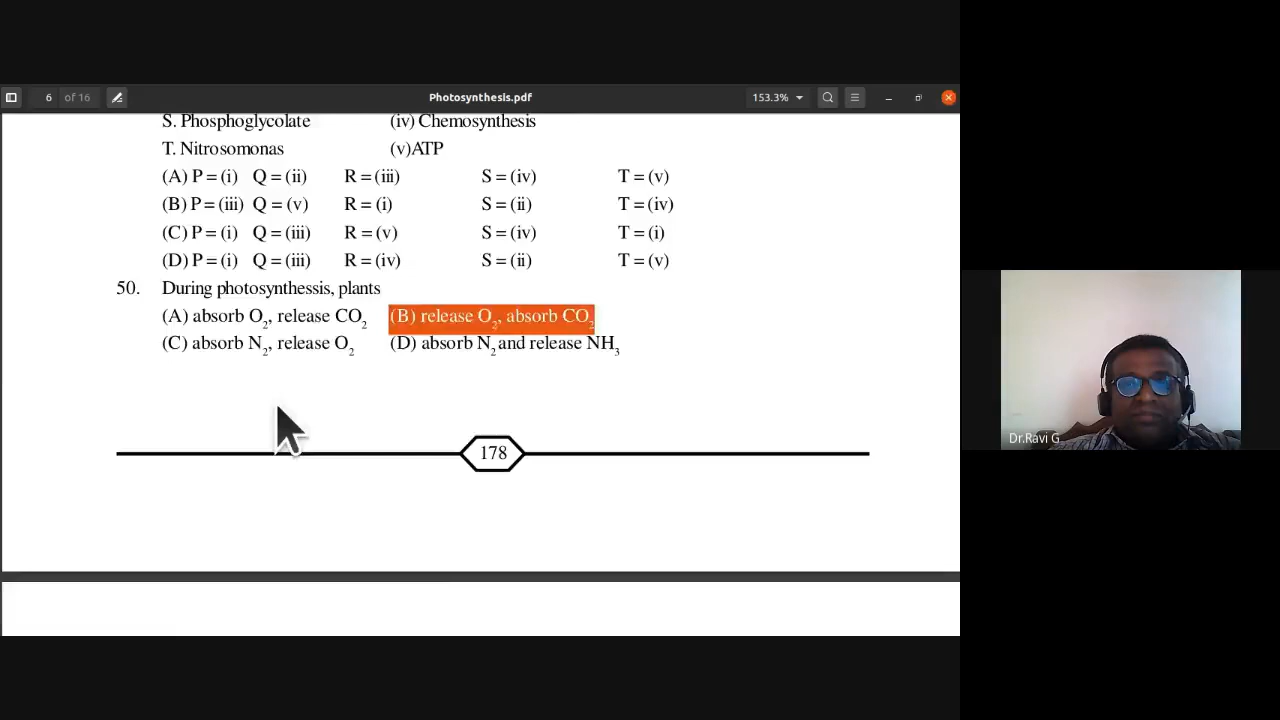 6 of 16
Photosynthesis.pdf
153.3%
S. Phosphoglycolate (iv) Chemosynthesis
T. Nitrosomonas (v)ATP
(A) P = (i) Q = (ii) R = (iii) S = (iv) T = (v)
(B) P = (iii) Q = (v) R = (i) S = (ii) T = (iv)
(C) P = (i) Q = (iii) R = (v) S = (iv) T = (i)
(D) P = (i) Q = (iii) R = (iv) S = (ii) T = (v)
50. During photosynthessis, plants
(A) absorb O₂, release CO₂ (B) release O₂, absorb CO₂
(C) absorb N₂, release O₂ (D) absorb N₂ and release NH₃
178
Dr.Ravi G